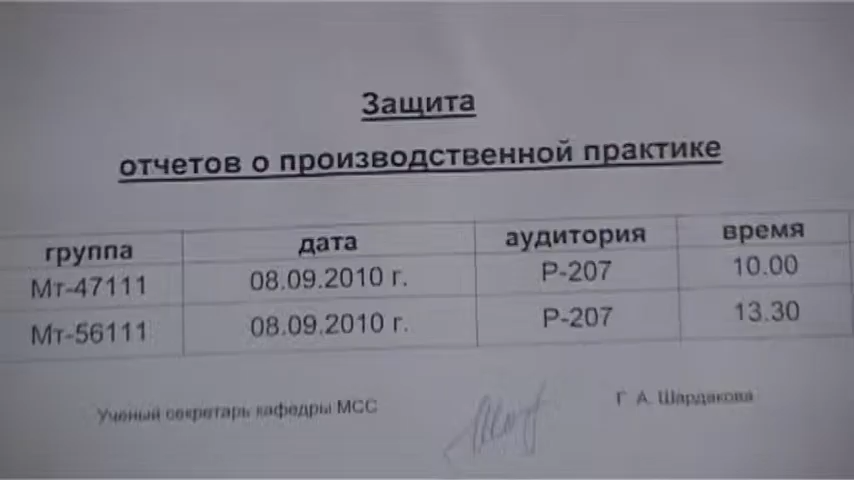 Защита
отчетов о производственной практике
группа дата аудитория время
Мт-47111 08.09.2010 г. Р-207 10.00
Мт-56111 08.09.2010 г. Р-207 13.30
Ученый секретарь кафедры МСС Г. А. Шардакова